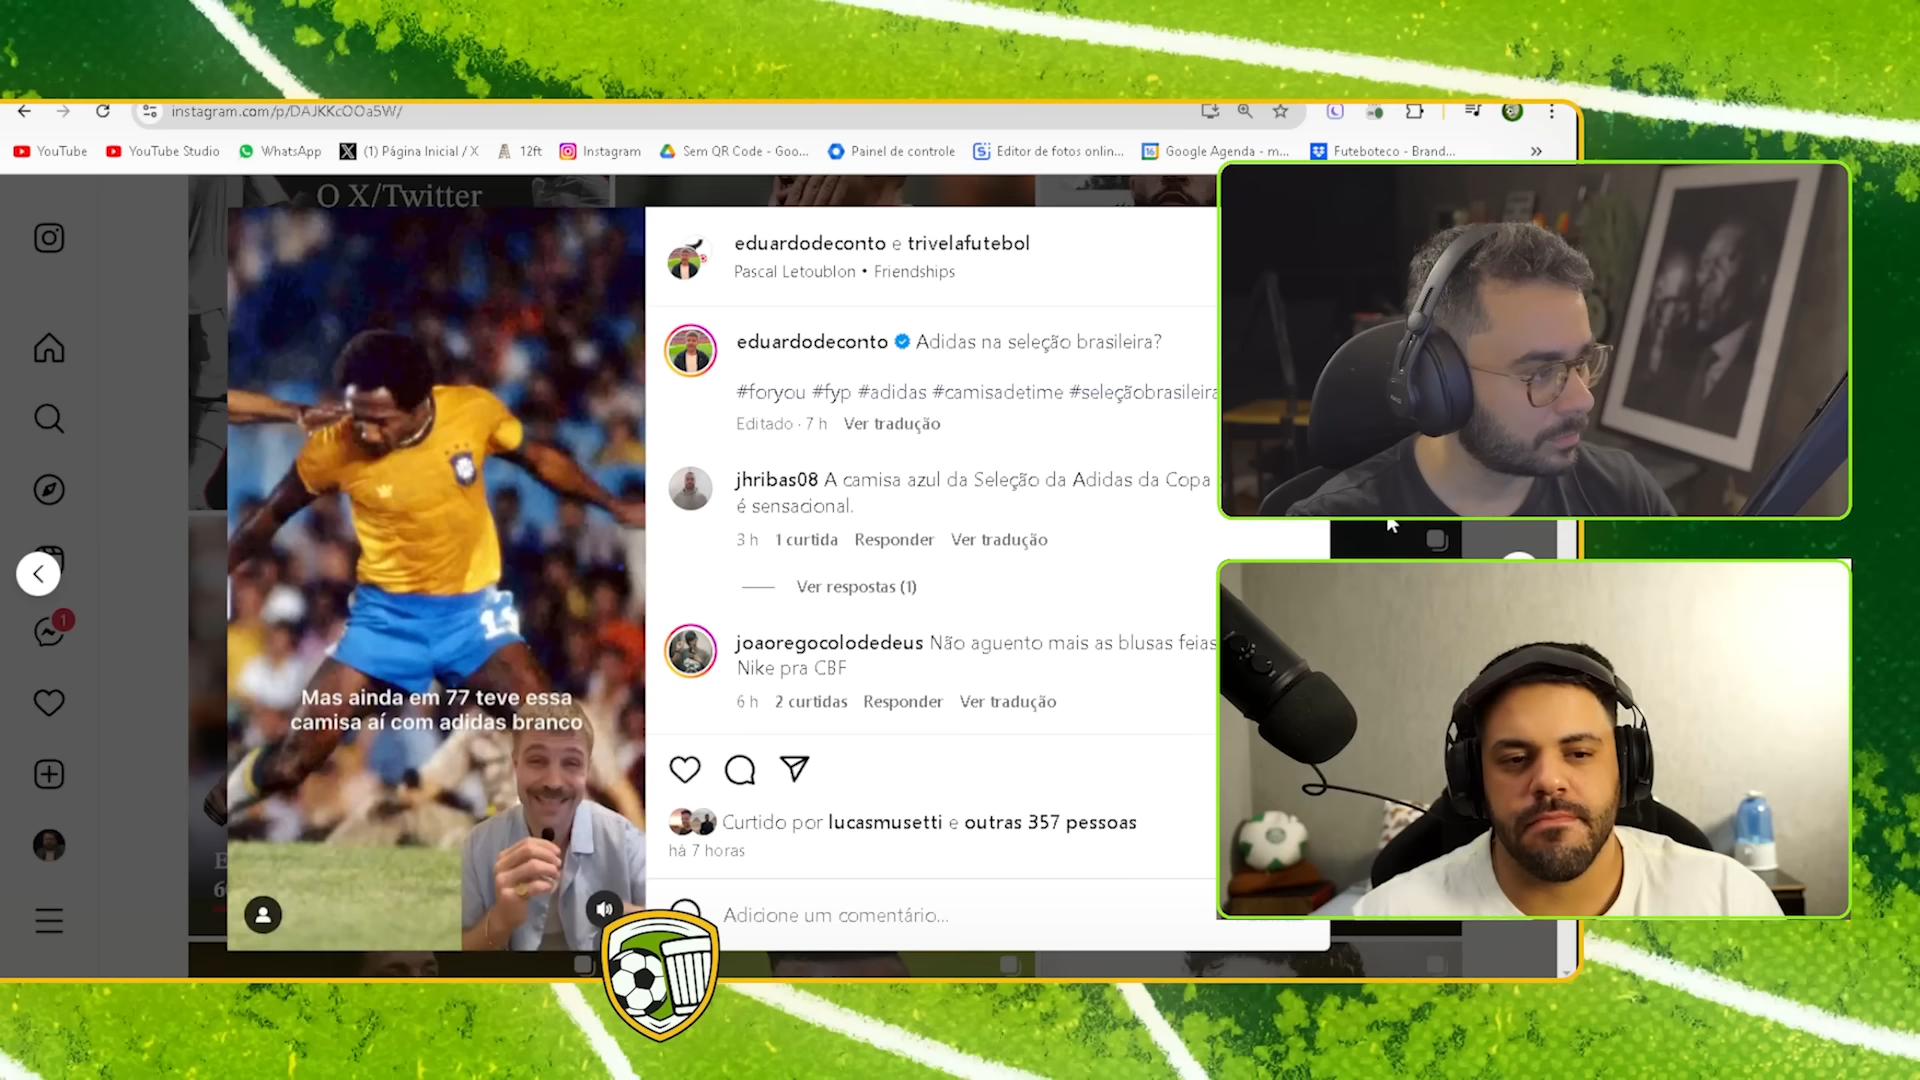 instagram.com/p/DAJKKcOOa5W/
YouTube
YouTube Studio
WhatsApp
(1) Página Inicial / X
12ft
Instagram
Sem QR Code - Goo...
Painel de controle
Editor de fotos onlin...
Google Agenda - m...
Futeboteco - Brand...
O X/Twitter
eduardodeconto e trivelafutebol
Pascal Letoublon • Friendships
eduardodeconto Adidas na seleção brasileira?
#foryou #fyp #adidas #camisadetime #seleçãobrasileira
Editado · 7 h Ver tradução
jhribas08 A camisa azul da Seleção da Adidas da Copa
é sensacional.
3 h 1 curtida Responder Ver tradução
Ver respostas (1)
joaoregocolodedeus Não aguento mais as blusas feias
Nike pra CBF
6 h 2 curtidas Responder Ver tradução
Mas ainda em 77 teve essa
camisa aí com adidas branco
Curtido por lucasmusetti e outras 357 pessoas
há 7 horas
Adicione um comentário...
1